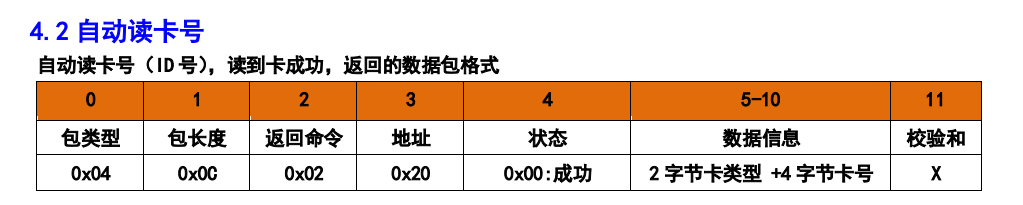 4.2 自动读卡号
自动读卡号（ID号），读到卡成功，返回的数据包格式
0 1 2 3 4 5-10 11
包类型 包长度 返回命令 地址 状态 数据信息 校验和
0x04 0x0C 0x02 0x20 0x00:成功 2字节卡类型 +4字节卡号 X